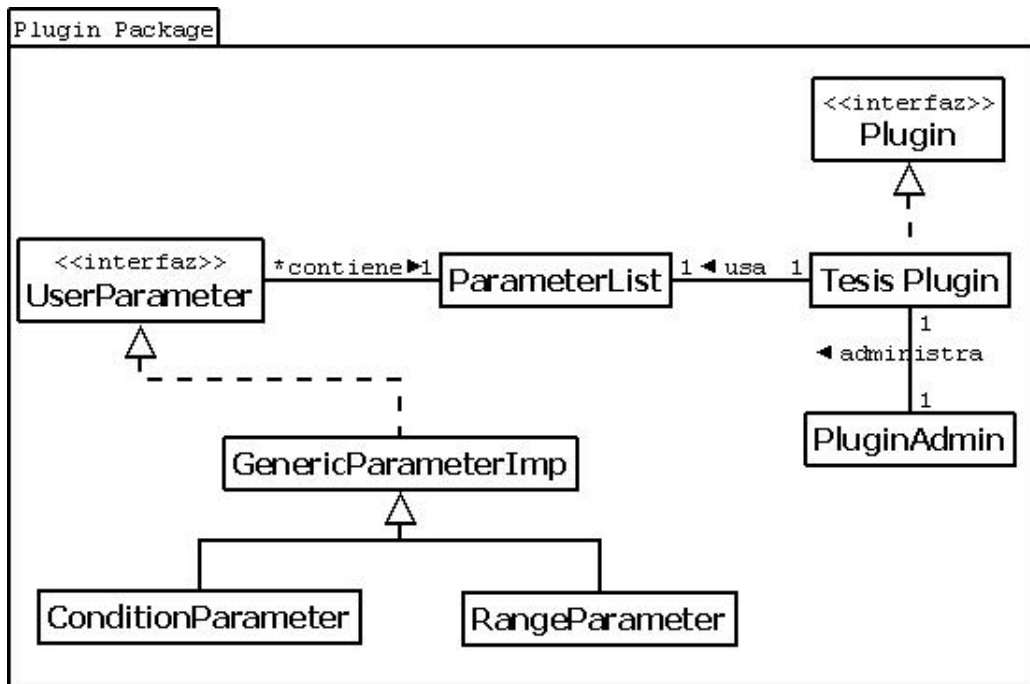 Plugin Package
<<interfaz>>
Plugin
<<interfaz>>
UserParameter
*contiene►1
ParameterList
1◄ usa 1
Tesis Plugin
1
◄ administra
1
PluginAdmin
GenericParameterImp
ConditionParameter
RangeParameter